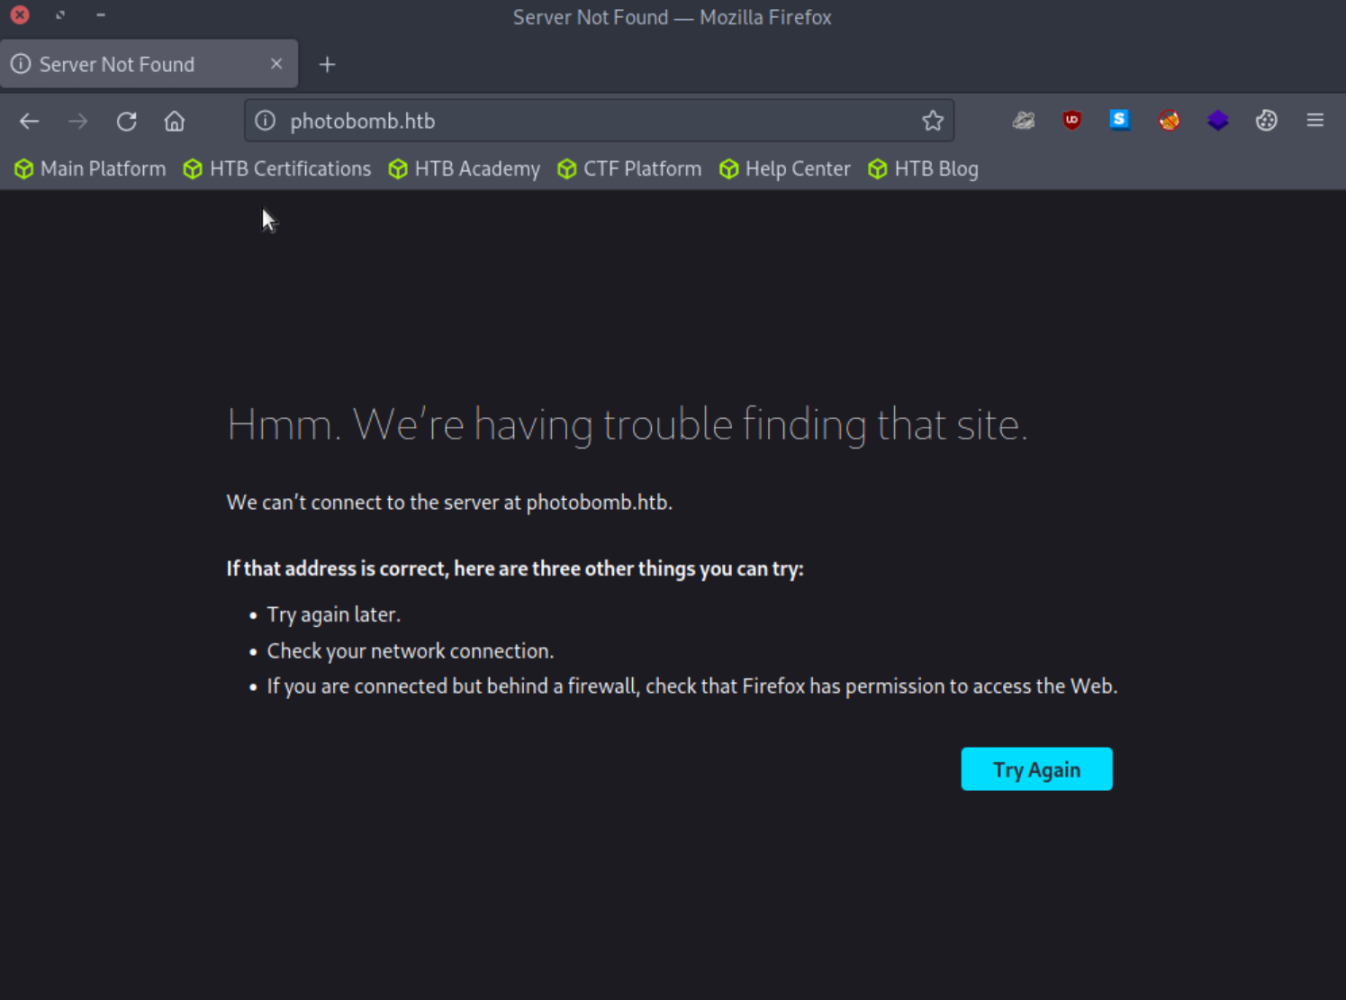 Server Not Found — Mozilla Firefox
Server Not Found
photobomb.htb
Main Platform HTB Certifications HTB Academy CTF Platform Help Center HTB Blog
Hmm. We’re having trouble finding that site.
We can’t connect to the server at photobomb.htb.
If that address is correct, here are three other things you can try:
• Try again later.
• Check your network connection.
• If you are connected but behind a firewall, check that Firefox has permission to access the Web.
Try Again